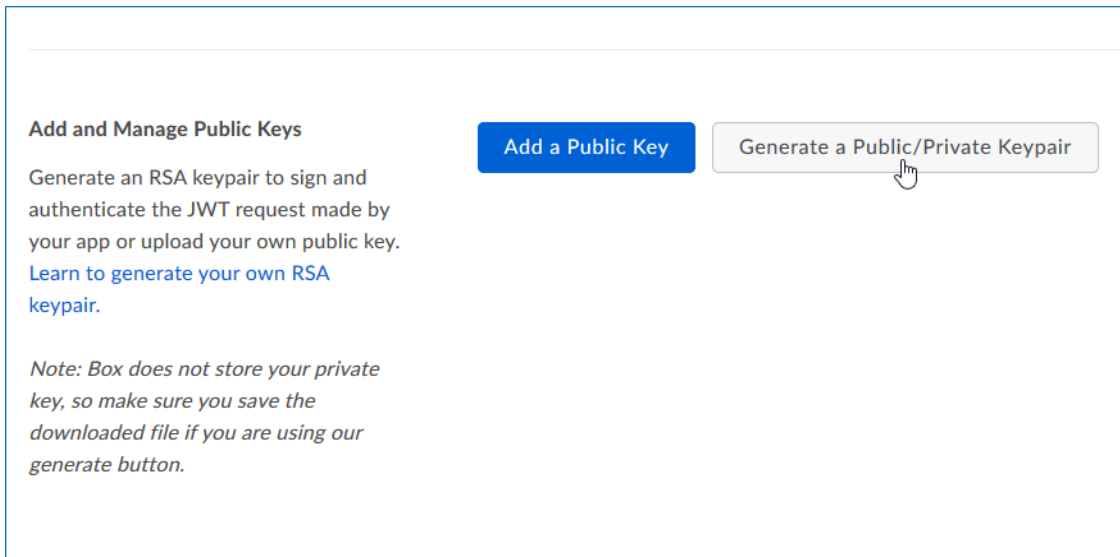 Add and Manage Public Keys
Add a Public Key
Generate a Public/Private Keypair
Generate an RSA keypair to sign and
authenticate the JWT request made by
your app or upload your own public key.
Learn to generate your own RSA
keypair.
Note: Box does not store your private
key, so make sure you save the
downloaded file if you are using our
generate button.